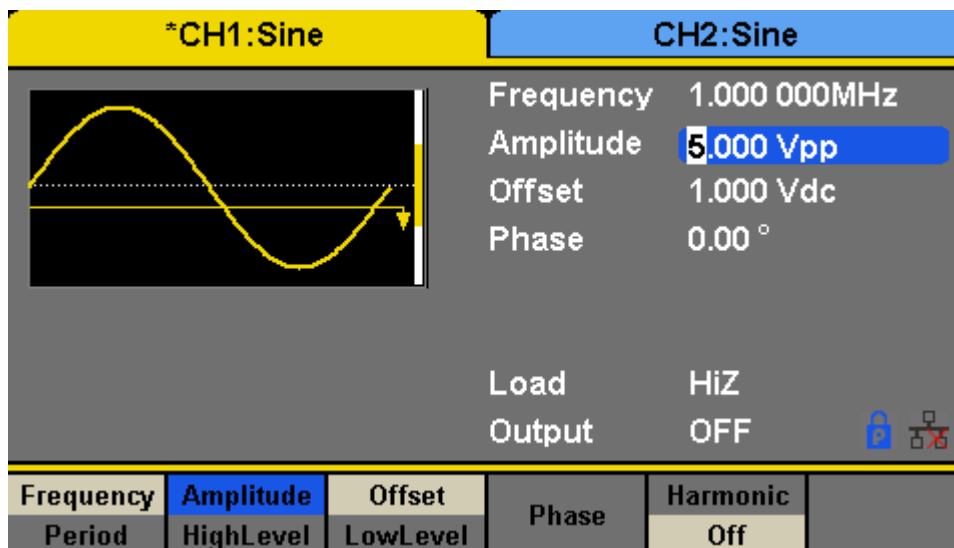 *CH1:Sine CH2:Sine
Frequency 1.000 000MHz
Amplitude 5.000 Vpp
Offset 1.000 Vdc
Phase 0.00 °
Load HiZ
Output OFF
P
Frequency Amplitude Offset Phase Harmonic
Period HighLevel LowLevel Off